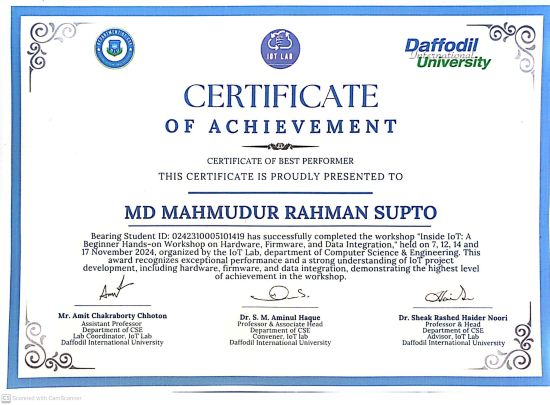 IOT LAB
Daffodil
International
University
CERTIFICATE
OF ACHIEVEMENT
CERTIFICATE OF BEST PERFORMER
THIS CERTIFICATE IS PROUDLY PRESENTED TO
MD MAHMUDUR RAHMAN SUPTO
Bearing Student ID: 0242310005101419 has successfully completed the workshop "Inside IoT: A
Beginner Hands-on Workshop on Hardware, Firmware, and Data Integration," held on 7, 12, 14 and
17 November 2024, organized by the IoT Lab, department of Computer Science & Engineering. This
award recognizes exceptional performance and a strong understanding of IoT project
development, including hardware, firmware, and data integration, demonstrating the highest level
of achievement in the workshop.
Mr. Amit Chakraborty Chhoton
Assistant Professor
Department of CSE
Lab Coordinator, IoT Lab
Daffodil International University
Dr. S. M. Aminul Haque
Professor & Associate Head
Department of CSE
Convener, IoT lab
Daffodil International University
Dr. Sheak Rashed Haider Noori
Professor & Head
Department of CSE
Advisor, IoT Lab
Daffodil International University
CS Scanned with CamScanner